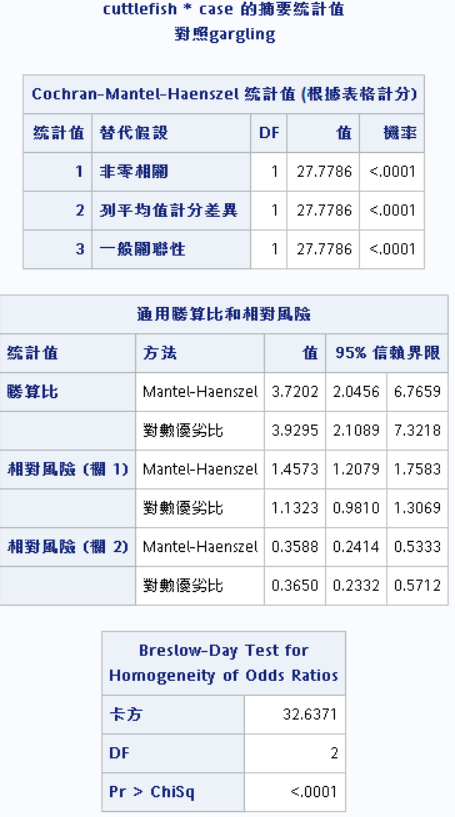 cuttlefish * case 的摘要統計值
對照gargling
Cochran-Mantel-Haenszel 統計值 (根據表格計分)
統計值 替代假設 DF 值 機率
1 非零相關 1 27.7786 <.0001
2 列平均值計分差異 1 27.7786 <.0001
3 一般關聯性 1 27.7786 <.0001
通用勝算比和相對風險
統計值 方法 值 95% 信賴界限
勝算比 Mantel-Haenszel 3.7202 2.0456 6.7659
對數優劣比 3.9295 2.1089 7.3218
相對風險 (欄 1) Mantel-Haenszel 1.4573 1.2079 1.7583
對數優劣比 1.1323 0.9810 1.3069
相對風險 (欄 2) Mantel-Haenszel 0.3588 0.2414 0.5333
對數優劣比 0.3650 0.2332 0.5712
Breslow-Day Test for
Homogeneity of Odds Ratios
卡方 32.6371
DF 2
Pr > ChiSq <.0001